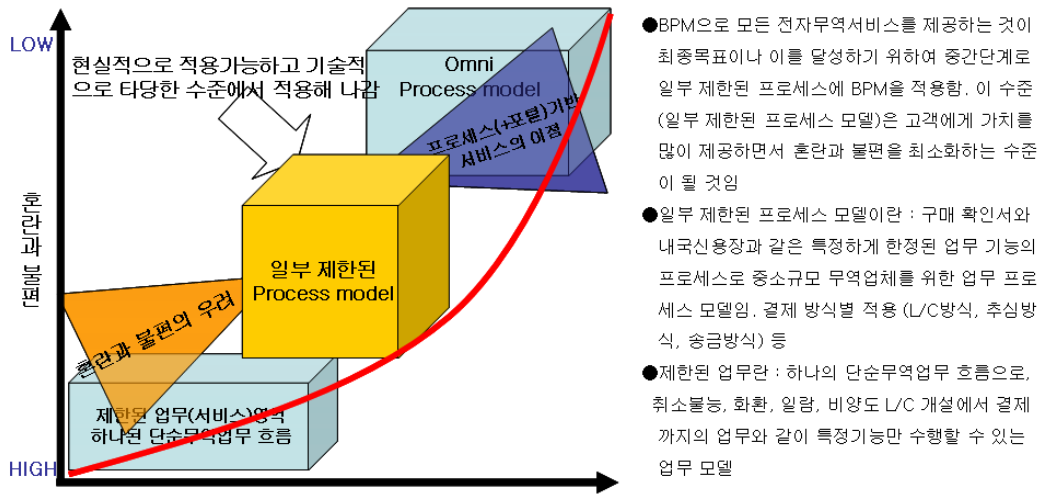 LOW
현실적으로 적용가능하고 기술적
으로 타당한 수준에서 적용해 나감
Omni
Process model
프로세스(+포털)기반
서비스의 이점
혼란과 불편
일부 제한된
Process model
혼란과 불편의 우려
제한된 업무(서비스)영역
하나된 단순무역업무 흐름
HIGH
●BPM으로 모든 전자무역서비스를 제공하는 것이
최종목표이나 이를 달성하기 위하여 중간단계로
일부 제한된 프로세스에 BPM을 적용함. 이 수준
(일부 제한된 프로세스 모델)은 고객에게 가치를
많이 제공하면서 혼란과 불편을 최소화하는 수준
이 될 것임
●일부 제한된 프로세스 모델이란 : 구매 확인서와
내국신용장과 같은 특정하게 한정된 업무 기능의
프로세스로 중소규모 무역업체를 위한 업무 프로
세스 모델임. 결제 방식별 적용 (L/C방식, 추심방
식, 송금방식) 등
●제한된 업무란 : 하나의 단순무역업무 흐름으로,
취소불능, 화환, 일람, 비양도 L/C 개설에서 결제
까지의 업무와 같이 특정기능만 수행할 수 있는
업무 모델